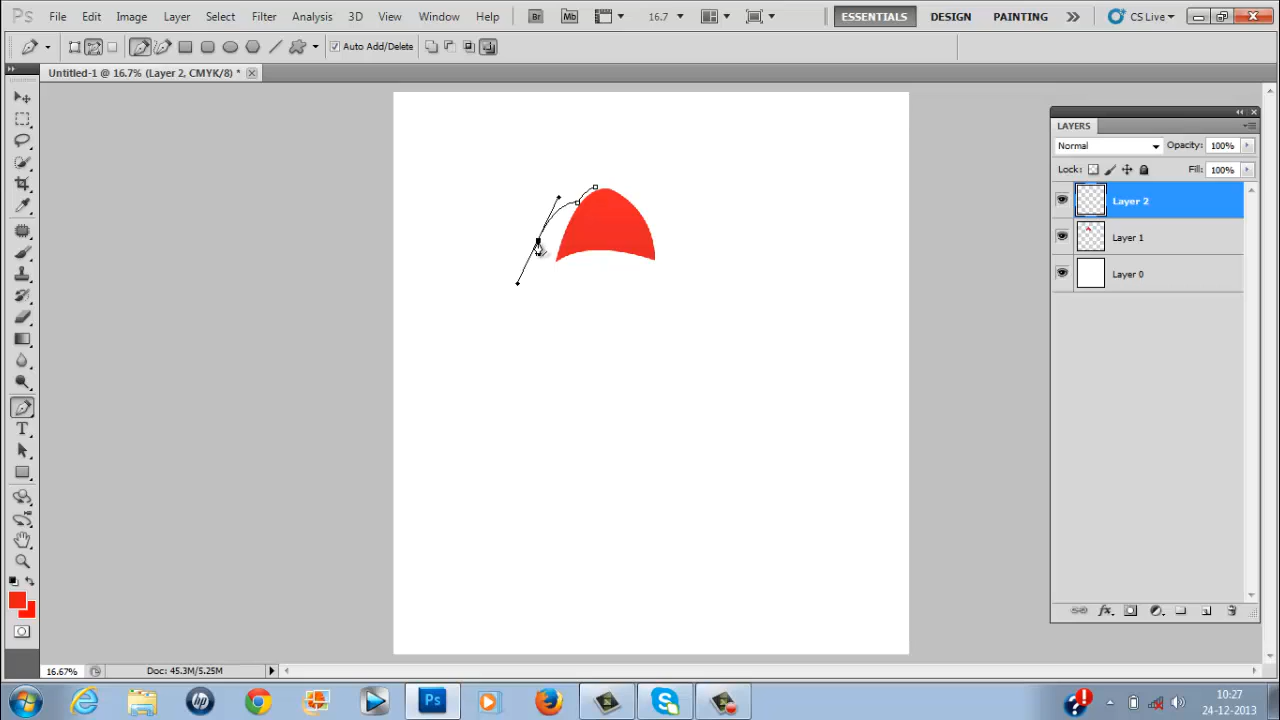 Ps File Edit Image Layer Select Filter Analysis 3D View Window Help Br Mb 16.7 ESSENTIALS DESIGN PAINTING CS Live
Auto Add/Delete
Untitled-1 @ 16.7% (Layer 2, CMYK/8) *
LAYERS
Normal Opacity: 100%
Lock: Fill: 100%
Layer 2
Layer 1
Layer 0
T
fx
16.67% Doc: 45.3M/5.25M
hp Ps S 10:27
24-12-2013